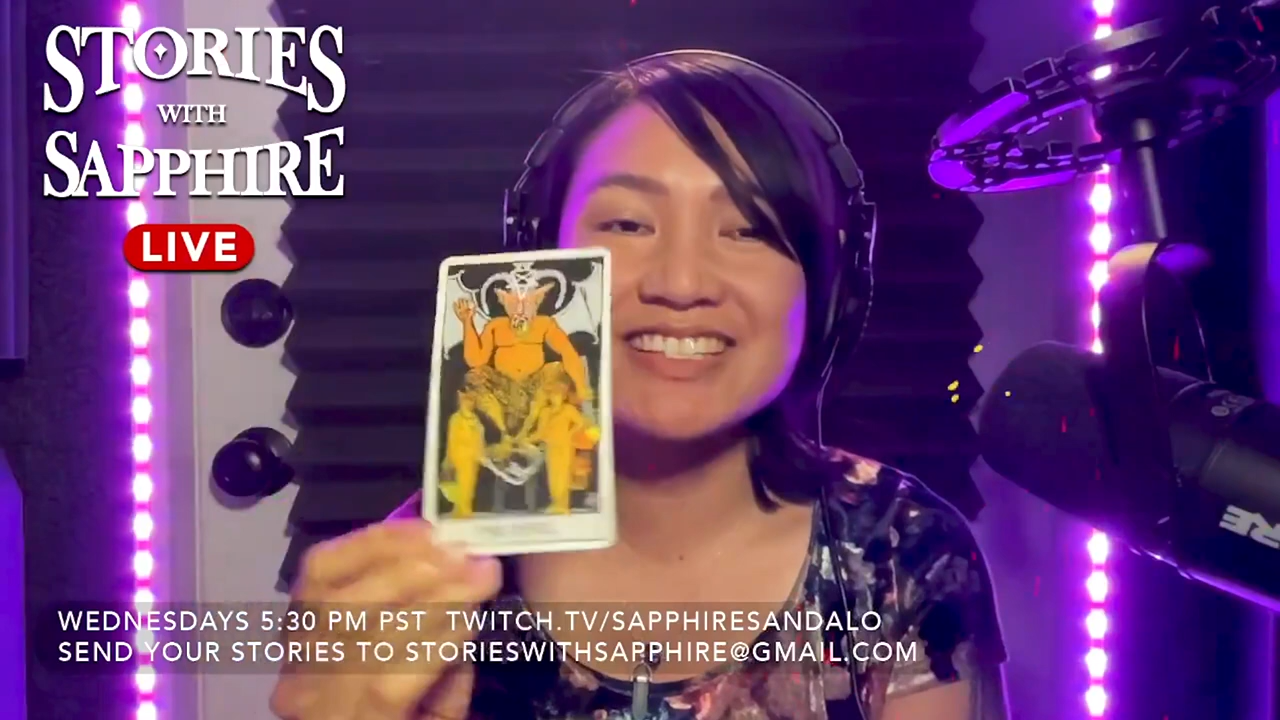 STORIES
WITH
SAPPHIRE
LIVE
WEDNESDAYS 5:30 PM PST TWITCH.TV/SAPPHIRESANDALO
SEND YOUR STORIES TO STORIESWITHSAPPHIRE@GMAIL.COM